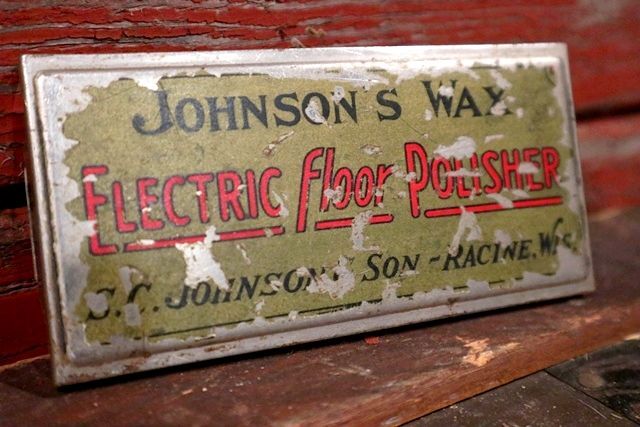 JOHNSON'S WAX
ELECTRIC floor POLISHER
S.C. JOHNSON & SON - RACINE, WIS.